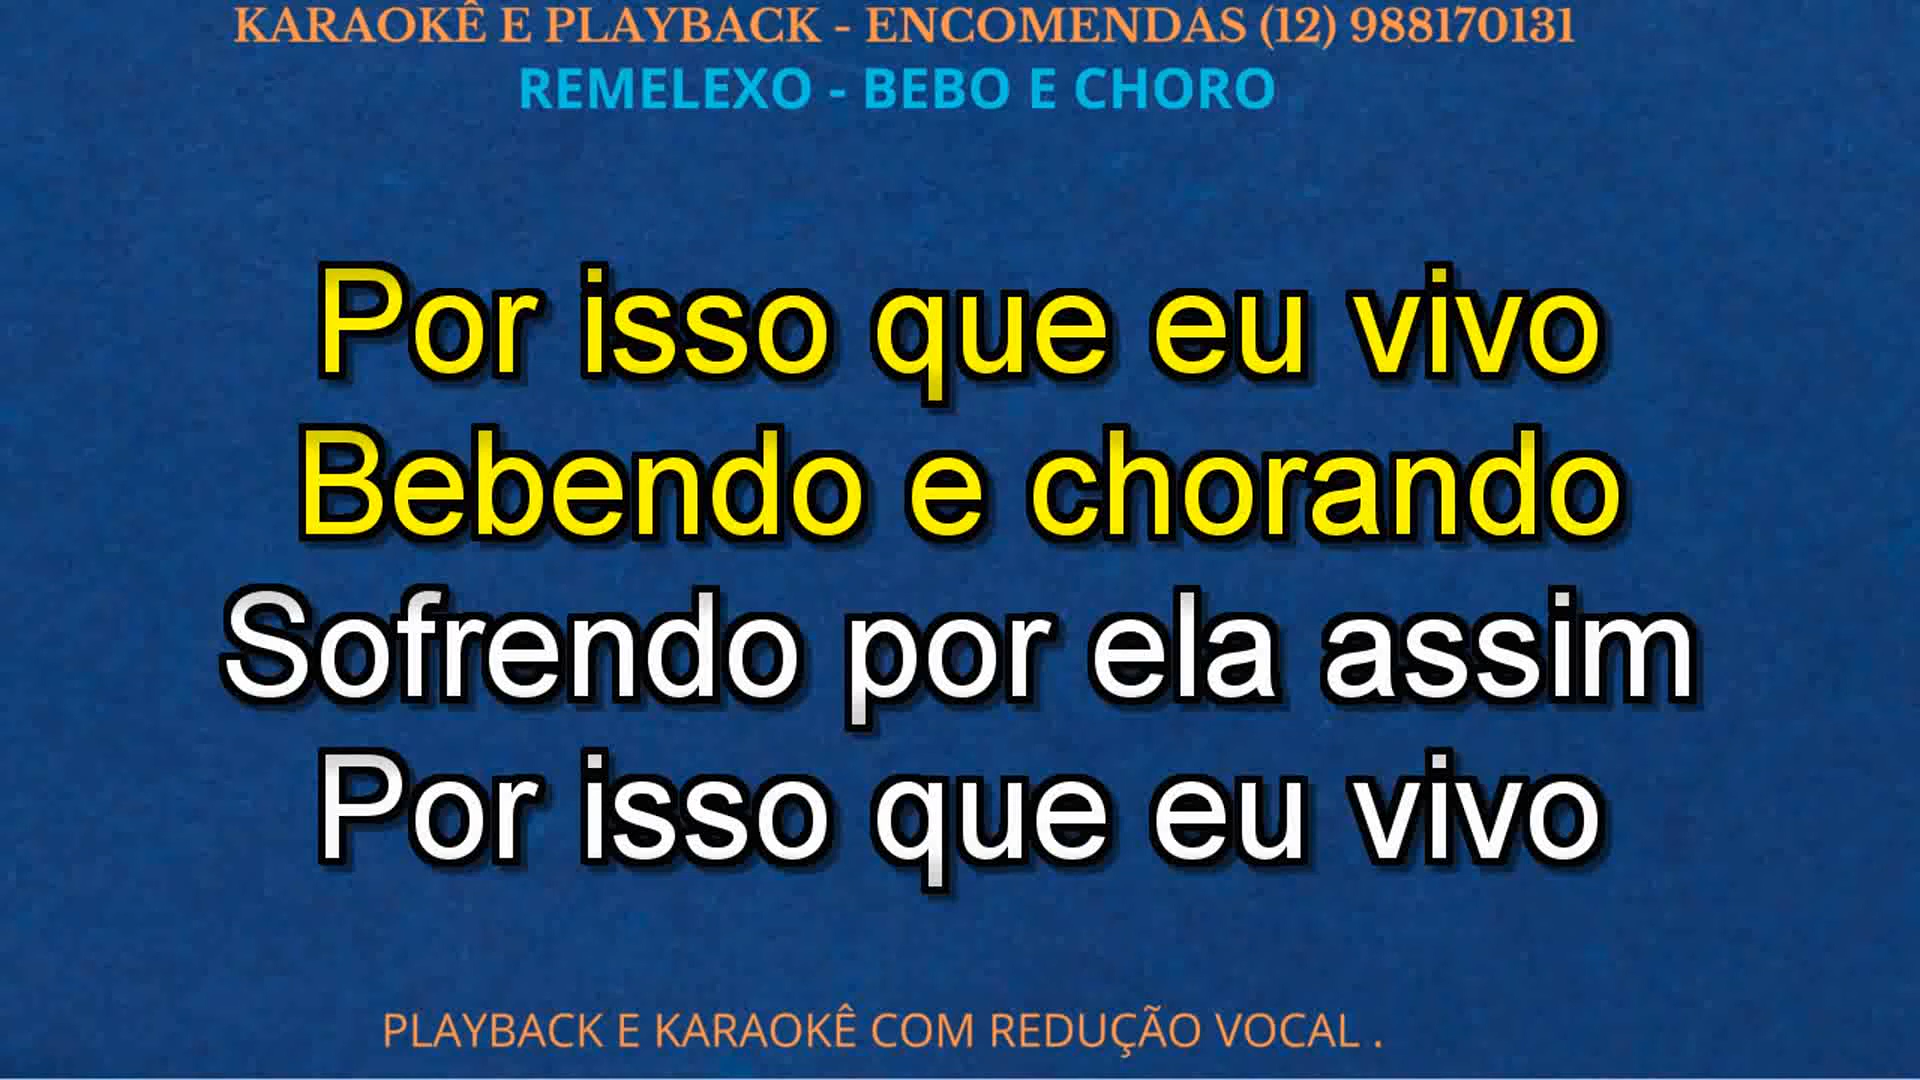 KARAOKÊ E PLAYBACK - ENCOMENDAS (12) 988170131
REMELEXO - BEBO E CHORO
Por isso que eu vivo
Bebendo e chorando
Sofrendo por ela assim
Por isso que eu vivo
PLAYBACK E KARAOKÊ COM REDUÇÃO VOCAL .